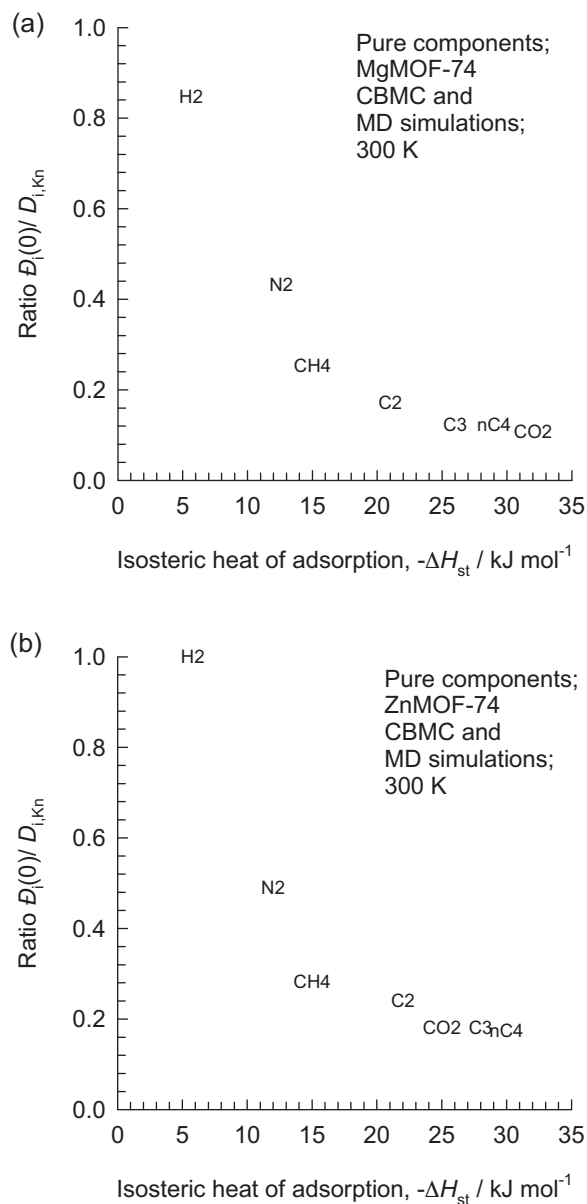 (a)
1.0
0.8
0.6
0.4
0.2
0.0
Ratio Đi(0)/ Di,Kn
H2
N2
CH4
C2
C3 nC4 CO2
Pure components;
MgMOF-74
CBMC and
MD simulations;
300 K
0 5 10 15 20 25 30 35
Isosteric heat of adsorption, -ΔHst / kJ mol-1
(b)
1.0
0.8
0.6
0.4
0.2
0.0
Ratio Đi(0)/ Di,Kn
H2
N2
CH4
C2
CO2 C3 nC4
Pure components;
ZnMOF-74
CBMC and
MD simulations;
300 K
0 5 10 15 20 25 30 35
Isosteric heat of adsorption, -ΔHst / kJ mol-1